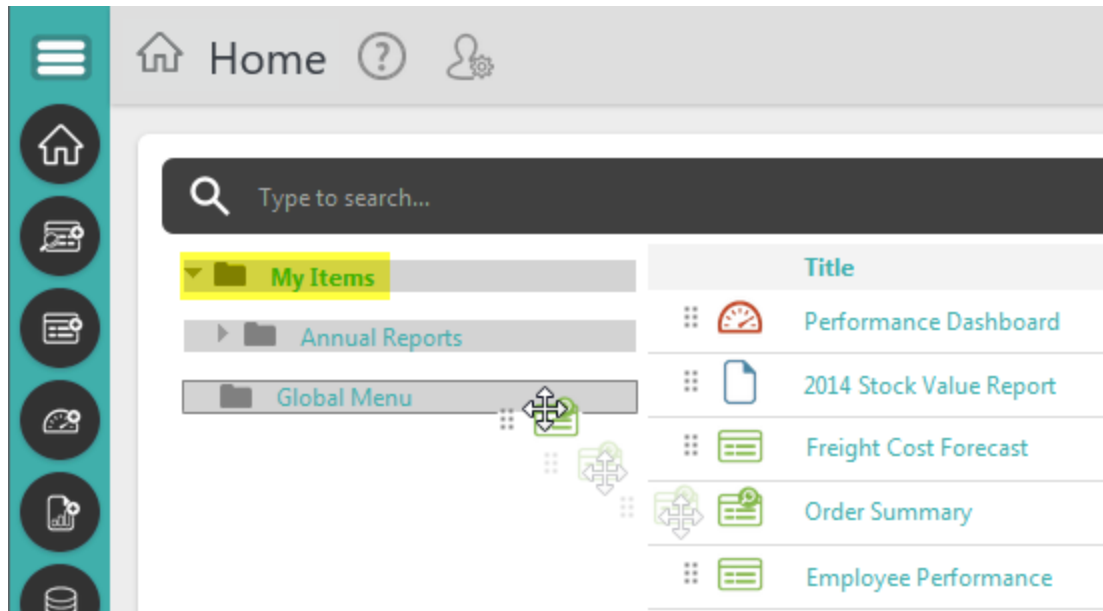 Home
Type to search...
My Items
Annual Reports
Global Menu
Title
Performance Dashboard
2014 Stock Value Report
Freight Cost Forecast
Order Summary
Employee Performance